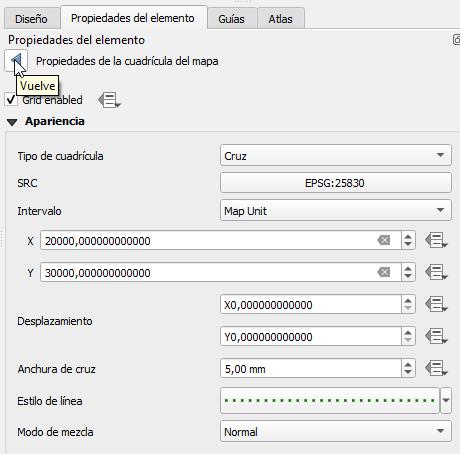 Diseño Propiedades del elemento Guías Atlas
Propiedades del elemento
Propiedades de la cuadrícula del mapa
Vuelve
Grid enabled
Apariencia
Tipo de cuadrícula Cruz
SRC EPSG:25830
Intervalo Map Unit
X 20000,000000000000
Y 30000,000000000000
X0,000000000000
Desplazamiento
Y0,000000000000
Anchura de cruz 5,00 mm
Estilo de línea
Modo de mezcla Normal